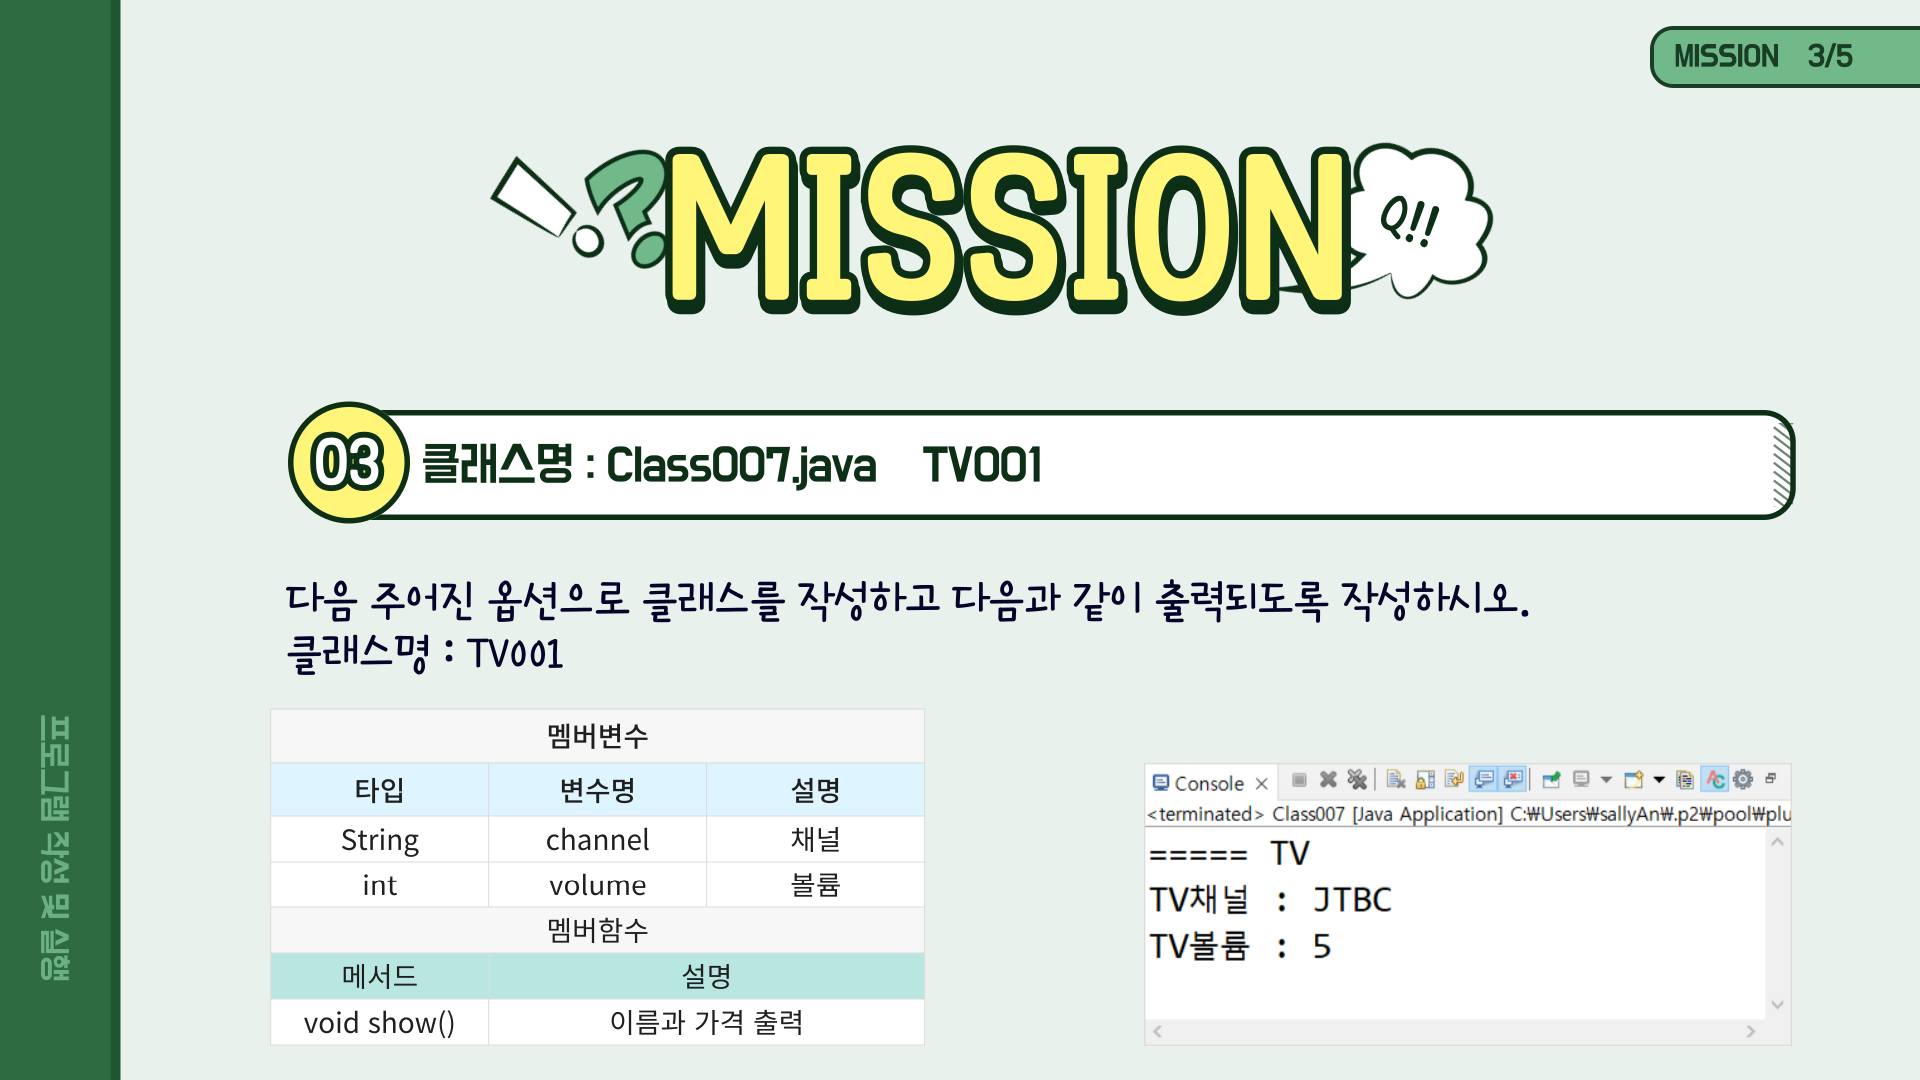 MISSION 3/5
MISSION
Q!!
03 클래스명 : Class007.java TV001
다음 주어진 옵션으로 클래스를 작성하고 다음과 같이 출력되도록 작성하시오.
클래스명 : TV001
멤버변수
타입 변수명 설명
String channel 채널
int volume 볼륨
멤버함수
메서드 설명
void show() 이름과 가격 출력
Console
<terminated> Class007 [Java Application] C:₩Users₩sallyAn₩.p2₩pool₩plu
===== TV
TV채널 : JTBC
TV볼륨 : 5
프로그램 작성 및 실행